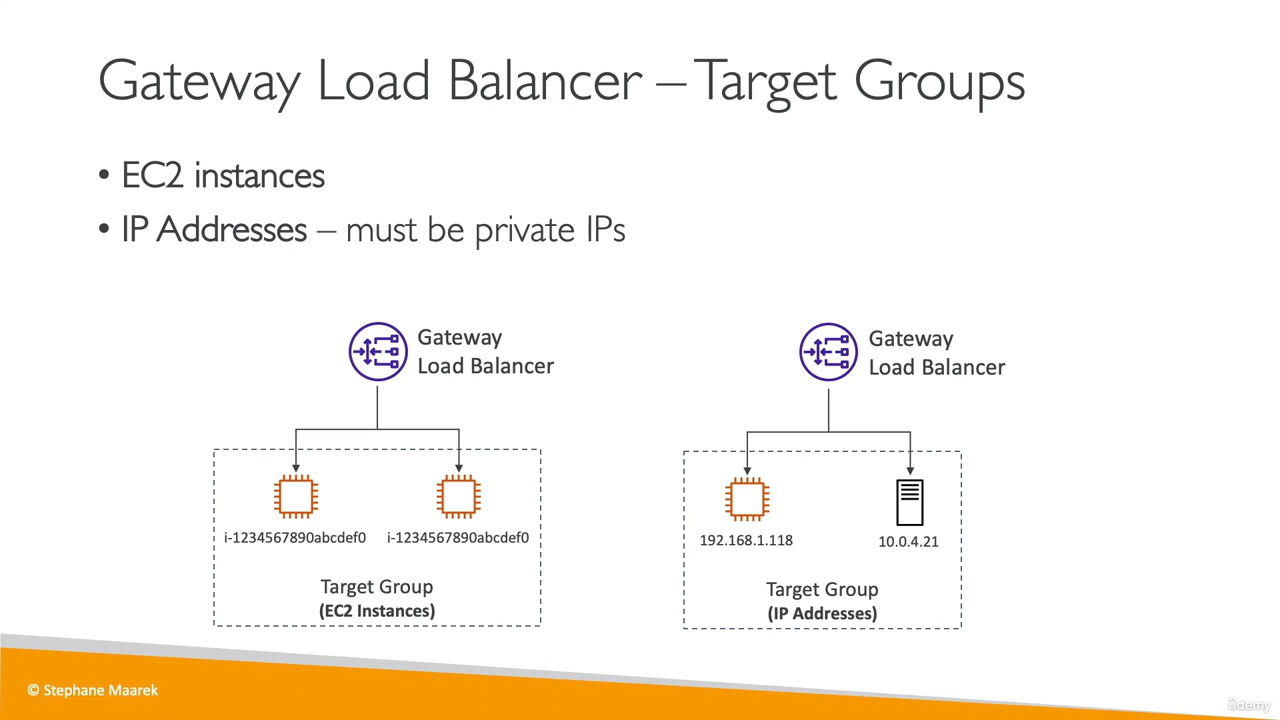 Gateway Load Balancer – Target Groups
• EC2 instances
• IP Addresses – must be private IPs
Gateway
Load Balancer
i-1234567890abcdef0
i-1234567890abcdef0
Target Group
(EC2 Instances)
Gateway
Load Balancer
192.168.1.118
10.0.4.21
Target Group
(IP Addresses)
© Stephane Maarek
ûdemy